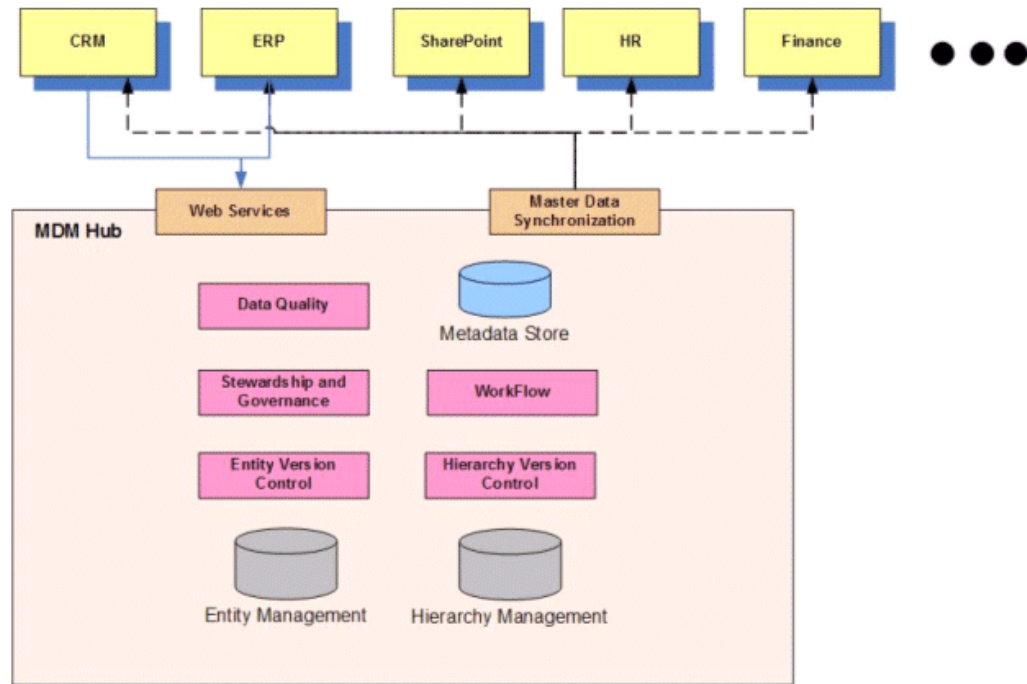 CRM
ERP
SharePoint
HR
Finance
Web Services
Master Data
Synchronization
MDM Hub
Data Quality
Metadata Store
Stewardship and
Governance
WorkFlow
Entity Version
Control
Hierarchy Version
Control
Entity Management
Hierarchy Management